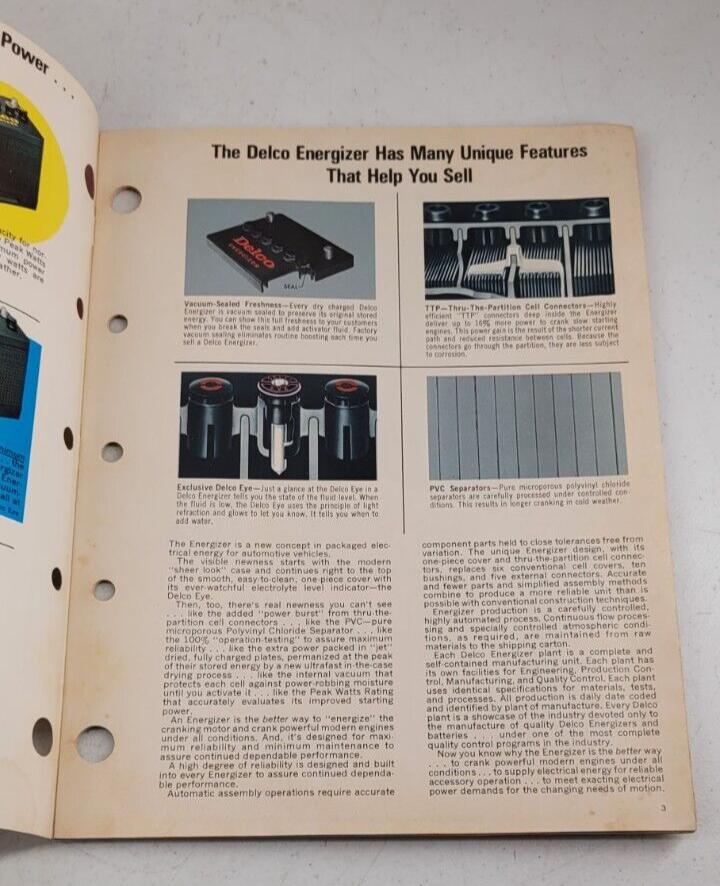 Power ...
city for nor-
Peak Watts
mum power
watts are
ather.
The Delco Energizer Has Many Unique Features
That Help You Sell
Delco
ENERGIZER
SEAL
Vacuum-Sealed Freshness—Every dry charged Delco
Energizer is vacuum sealed to preserve its original stored
energy. You can show this full freshness to your customers
when you break the seals and add activator fluid. Factory
vacuum sealing eliminates routine boosting each time you
sell a Delco Energizer.
TTP—Thru-The-Partition Cell Connectors—Highly
efficient "TTP" connectors deep inside the Energizer
deliver up to 16% more power to crank slow starting
engines. This power gain is the result of the shorter current
path and reduced resistance between cells. Because the
connectors go through the partition, they are less subject
to corrosion.
Exclusive Delco Eye—Just a glance at the Delco Eye in a
Delco Energizer tells you the state of the fluid level. When
the fluid is low, the Delco Eye uses the principle of light
refraction and glows to let you know. It tells you when to
add water.
PVC Separators—Pure microporous polyvinyl chloride
separators are carefully processed under controlled con-
ditions. This results in longer cranking in cold weather.
The Energizer is a new concept in packaged elec-
trical energy for automotive vehicles.
The visible newness starts with the modern
"sheer look" case and continues right to the top
of the smooth, easy-to-clean, one-piece cover with
its ever-watchful electrolyte level indicator—the
Delco Eye.
Then, too, there's real newness you can't see
. . . like the added "power burst" from thru-the-
partition cell connectors . . . like the PVC—pure
microporous Polyvinyl Chloride Separator . . . like
the 100% "operation-testing" to assure maximum
reliability . . . like the extra power packed in "jet"
dried, fully charged plates, permanized at the peak
of their stored energy by a new ultrafast in-the-case
drying process . . . like the internal vacuum that
protects each cell against power-robbing moisture
until you activate it . . . like the Peak Watts Rating
that accurately evaluates its improved starting
power.
An Energizer is the better way to "energize" the
cranking motor and crank powerful modern engines
under all conditions. And, it's designed for maxi-
mum reliability and minimum maintenance to
assure continued dependable performance.
A high degree of reliability is designed and built
into every Energizer to assure continued dependa-
ble performance.
Automatic assembly operations require accurate
component parts held to close tolerances free from
variation. The unique Energizer design, with its
one-piece cover and thru-the-partition cell connec-
tors, replaces six conventional cell covers, ten
bushings, and five external connectors. Accurate
and fewer parts and simplified assembly methods
combine to produce a more reliable unit than is
possible with conventional construction techniques.
Energizer production is a carefully controlled,
highly automated process. Continuous flow proces-
sing and specially controlled atmospheric condi-
tions, as required, are maintained from raw
materials to the shipping carton.
Each Delco Energizer plant is a complete and
self-contained manufacturing unit. Each plant has
its own facilities for Engineering, Production Con-
trol, Manufacturing, and Quality Control. Each plant
uses identical specifications for materials, tests,
and processes. All production is daily date coded
and identified by plant of manufacture. Every Delco
plant is a showcase of the industry devoted only to
the manufacture of quality Delco Energizers and
batteries . . . under one of the most complete
quality control programs in the industry.
Now you know why the Energizer is the better way
. . . to crank powerful modern engines under all
conditions . . . to supply electrical energy for reliable
accessory operation . . . to meet exacting electrical
power demands for the changing needs of motion.
3